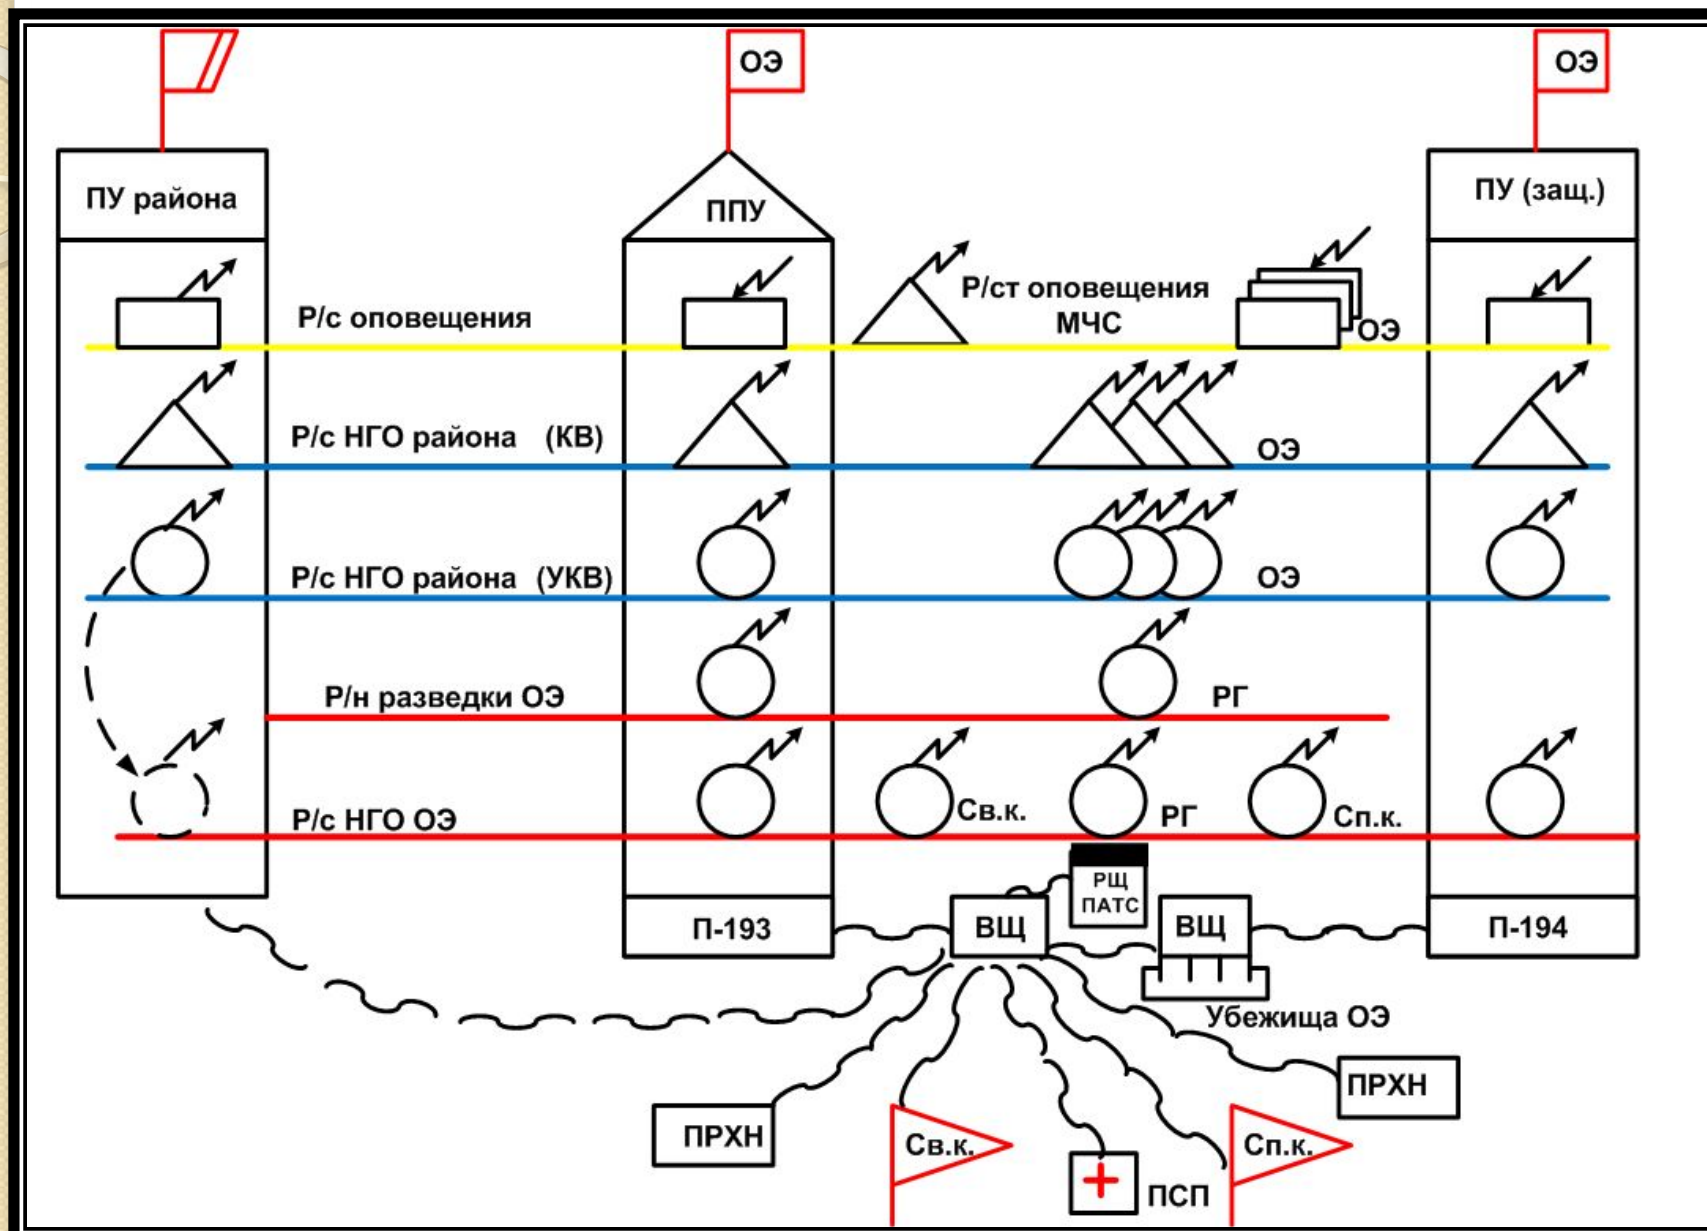 ОЭ
ОЭ
ПУ района
ППУ
ПУ (защ.)
Р/с оповещения
Р/ст оповещения
МЧС
ОЭ
Р/с НГО района (КВ)
ОЭ
Р/с НГО района (УКВ)
ОЭ
Р/н разведки ОЭ
РГ
Р/с НГО ОЭ
Св.к.
РГ
Сп.к.
РЩ
ПАТС
П-193
ВЩ
ВЩ
П-194
Убежища ОЭ
ПРХН
ПРХН
Св.к.
Сп.к.
ПСП